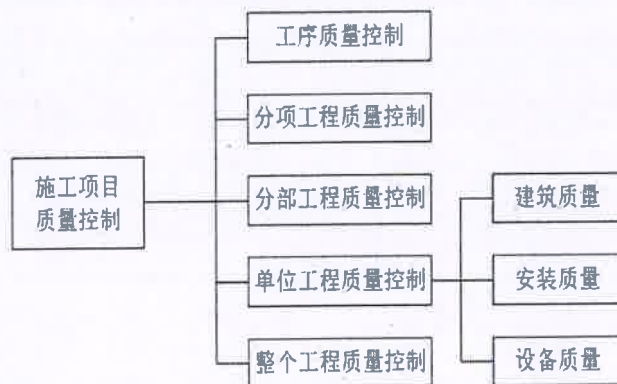 工序质量控制
分项工程质量控制
施工项目
质量控制
分部工程质量控制
建筑质量
单位工程质量控制
安装质量
整个工程质量控制
设备质量